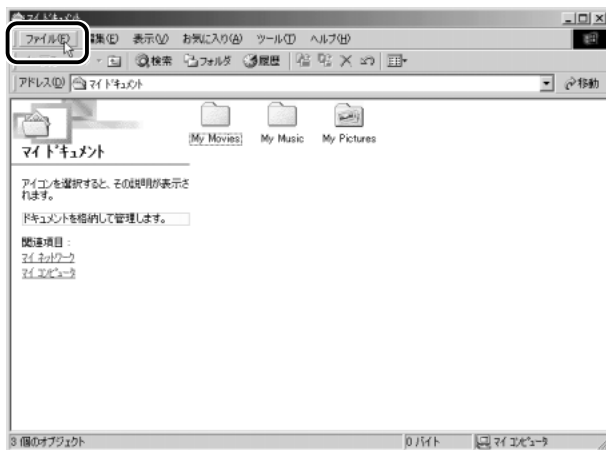 マイ ドキュメント
ファイル(F) 編集(E) 表示(V) お気に入り(A) ツール(T) ヘルプ(H)
検索 フォルダ 履歴
アドレス(D) マイ ドキュメント 移動
My Movies My Music My Pictures
マイ ドキュメント
アイコンを選択すると、その説明が表示さ
れます。
ドキュメントを格納して管理します。
関連項目 :
マイ ネットワーク
マイ コンピュータ
3 個のオブジェクト 0 バイト マイ コンピュータ